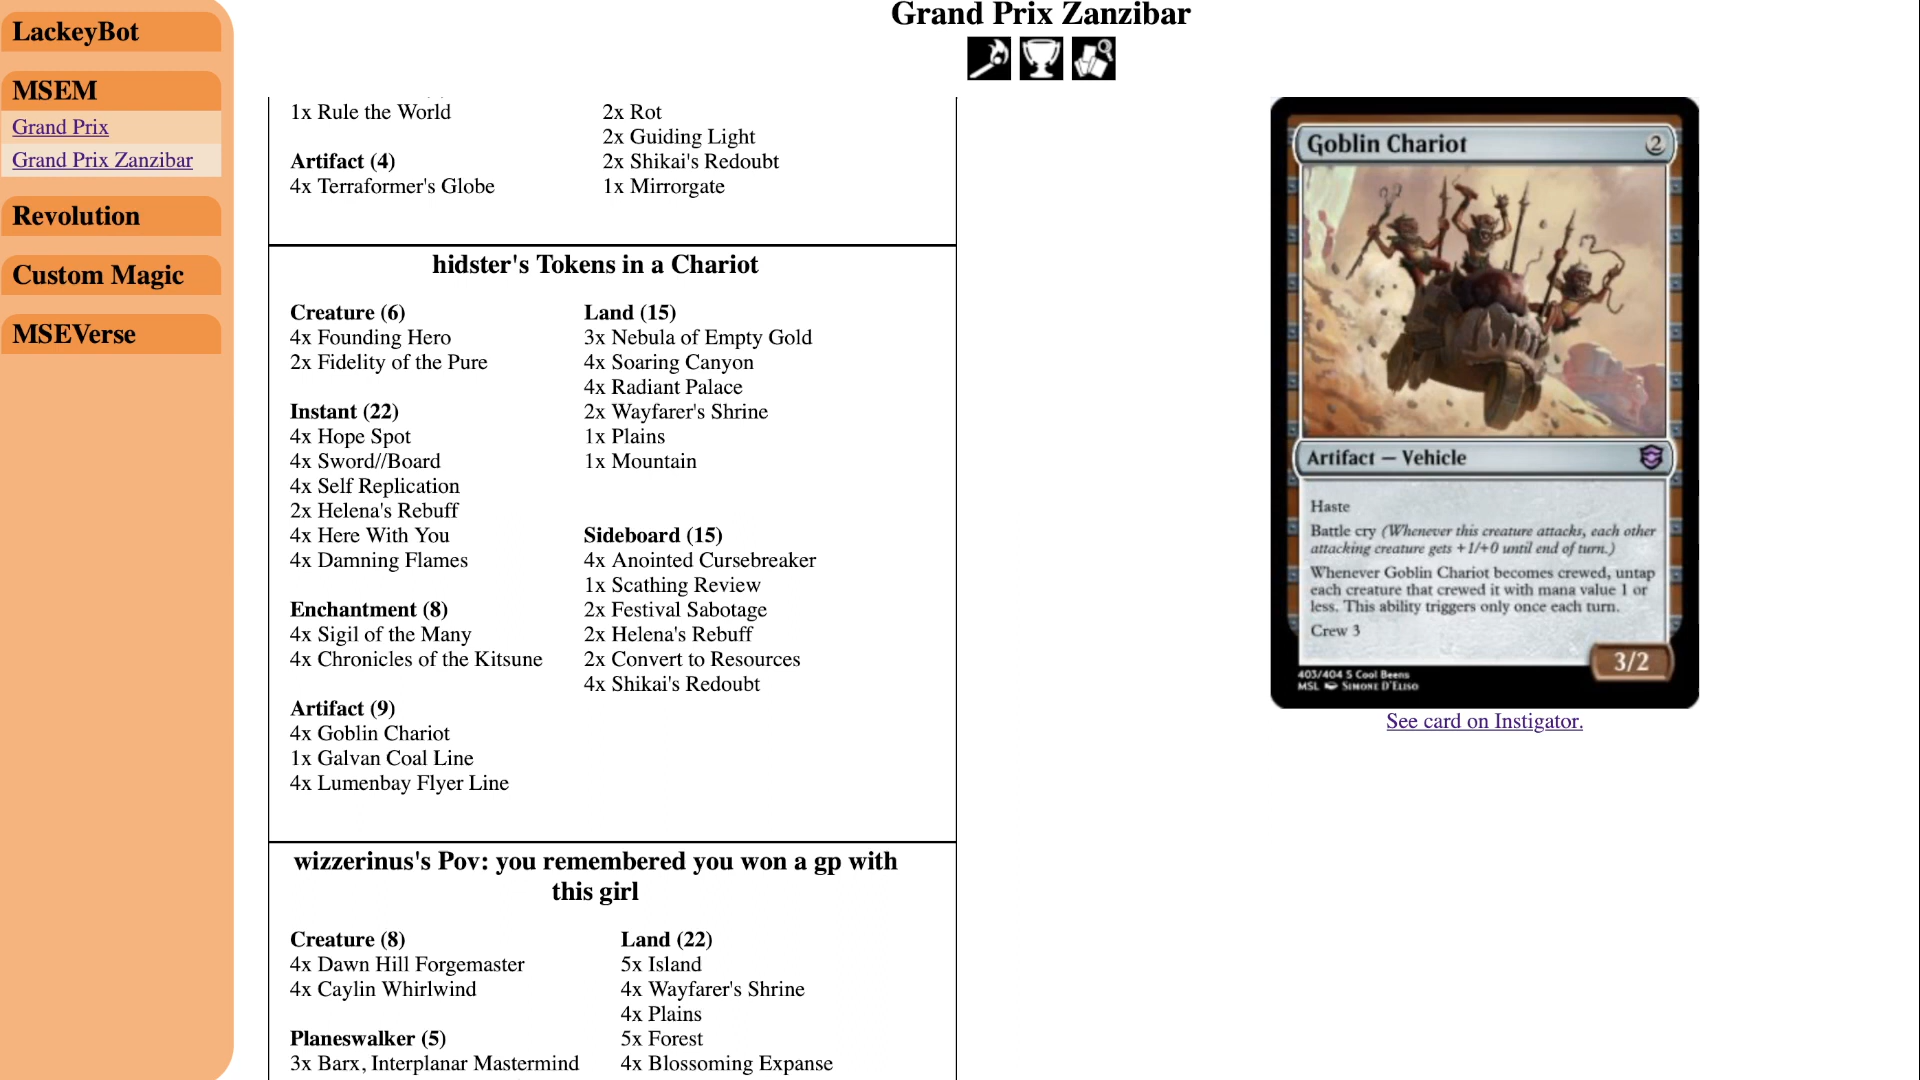 LackeyBot
MSEM
Grand Prix
Grand Prix Zanzibar
Revolution
Custom Magic
MSEVerse
Grand Prix Zanzibar
1x Rule the World
Artifact (4)
4x Terraformer's Globe
2x Rot
2x Guiding Light
2x Shikai's Redoubt
1x Mirrorgate
hidster's Tokens in a Chariot
Creature (6)
4x Founding Hero
2x Fidelity of the Pure
Instant (22)
4x Hope Spot
4x Sword//Board
4x Self Replication
2x Helena's Rebuff
4x Here With You
4x Damning Flames
Enchantment (8)
4x Sigil of the Many
4x Chronicles of the Kitsune
Artifact (9)
4x Goblin Chariot
1x Galvan Coal Line
4x Lumenbay Flyer Line
Land (15)
3x Nebula of Empty Gold
4x Soaring Canyon
4x Radiant Palace
2x Wayfarer's Shrine
1x Plains
1x Mountain
Sideboard (15)
4x Anointed Cursebreaker
1x Scathing Review
2x Festival Sabotage
2x Helena's Rebuff
2x Convert to Resources
4x Shikai's Redoubt
wizzerinus's Pov: you remembered you won a gp with
this girl
Creature (8)
4x Dawn Hill Forgemaster
4x Caylin Whirlwind
Planeswalker (5)
3x Barx, Interplanar Mastermind
Land (22)
5x Island
4x Wayfarer's Shrine
4x Plains
5x Forest
4x Blossoming Expanse
Goblin Chariot 2
Artifact — Vehicle
Haste
Battle cry (Whenever this creature attacks, each other
attacking creature gets +1/+0 until end of turn.)
Whenever Goblin Chariot becomes crewed, untap
each creature that crewed it with mana value 1 or
less. This ability triggers only once each turn.
Crew 3
3/2
403/404 S Cool Beens
MSL Simone D'Eliso
See card on Instigator.